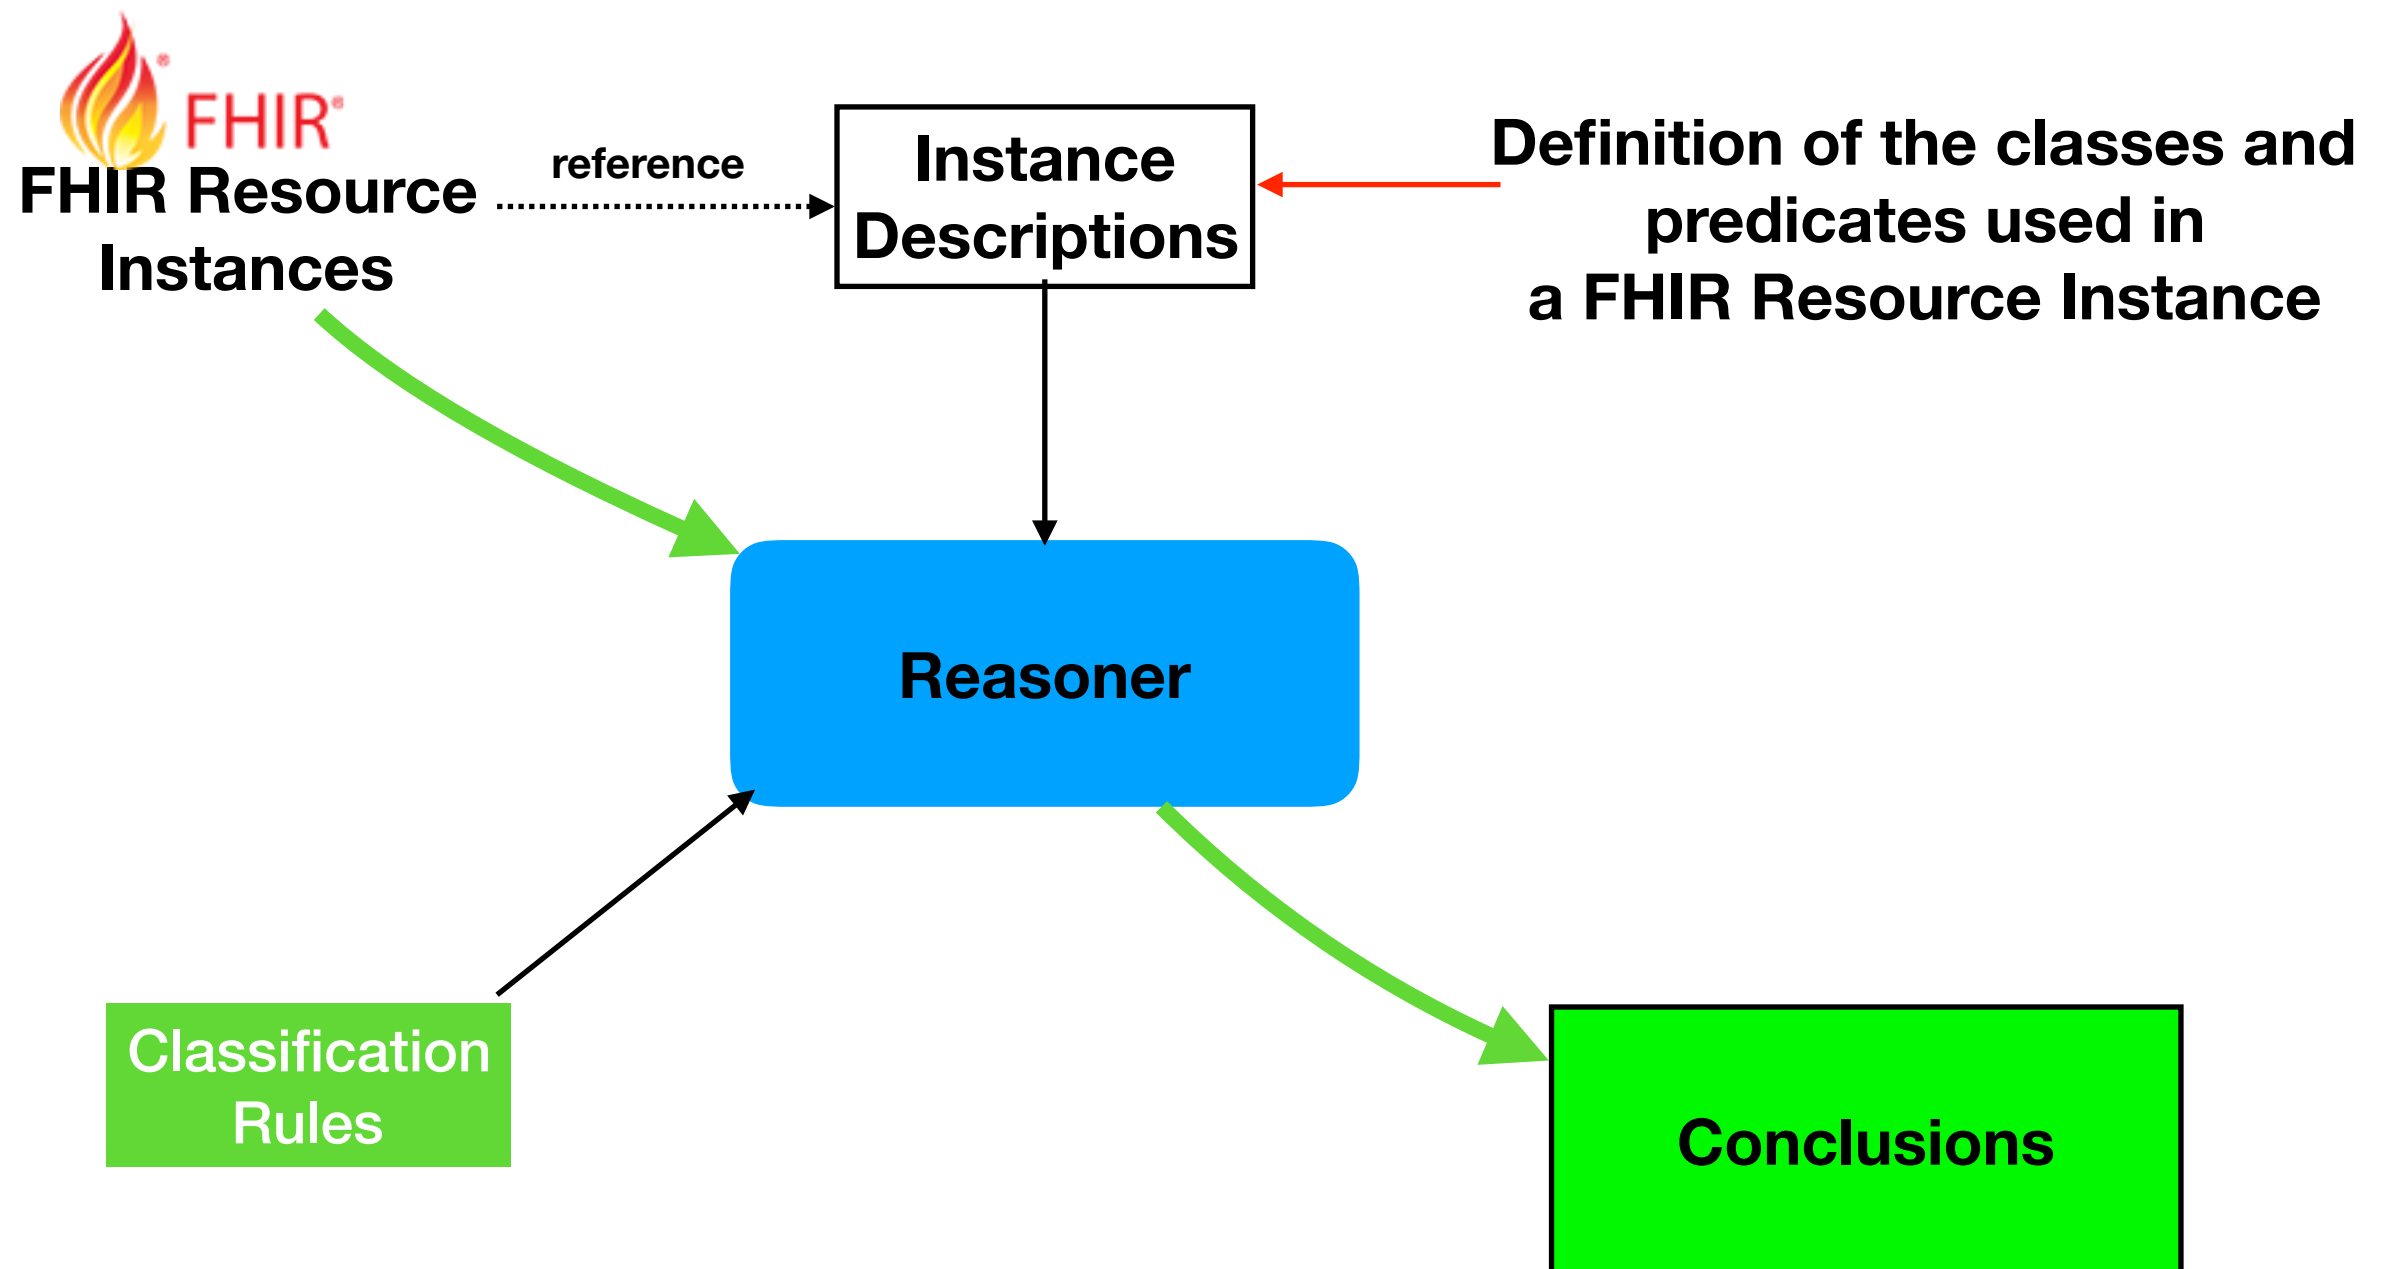 FHIR®
FHIR Resource
Instances
reference
Instance
Descriptions
Definition of the classes and
predicates used in
a FHIR Resource Instance
Reasoner
Classification
Rules
Conclusions